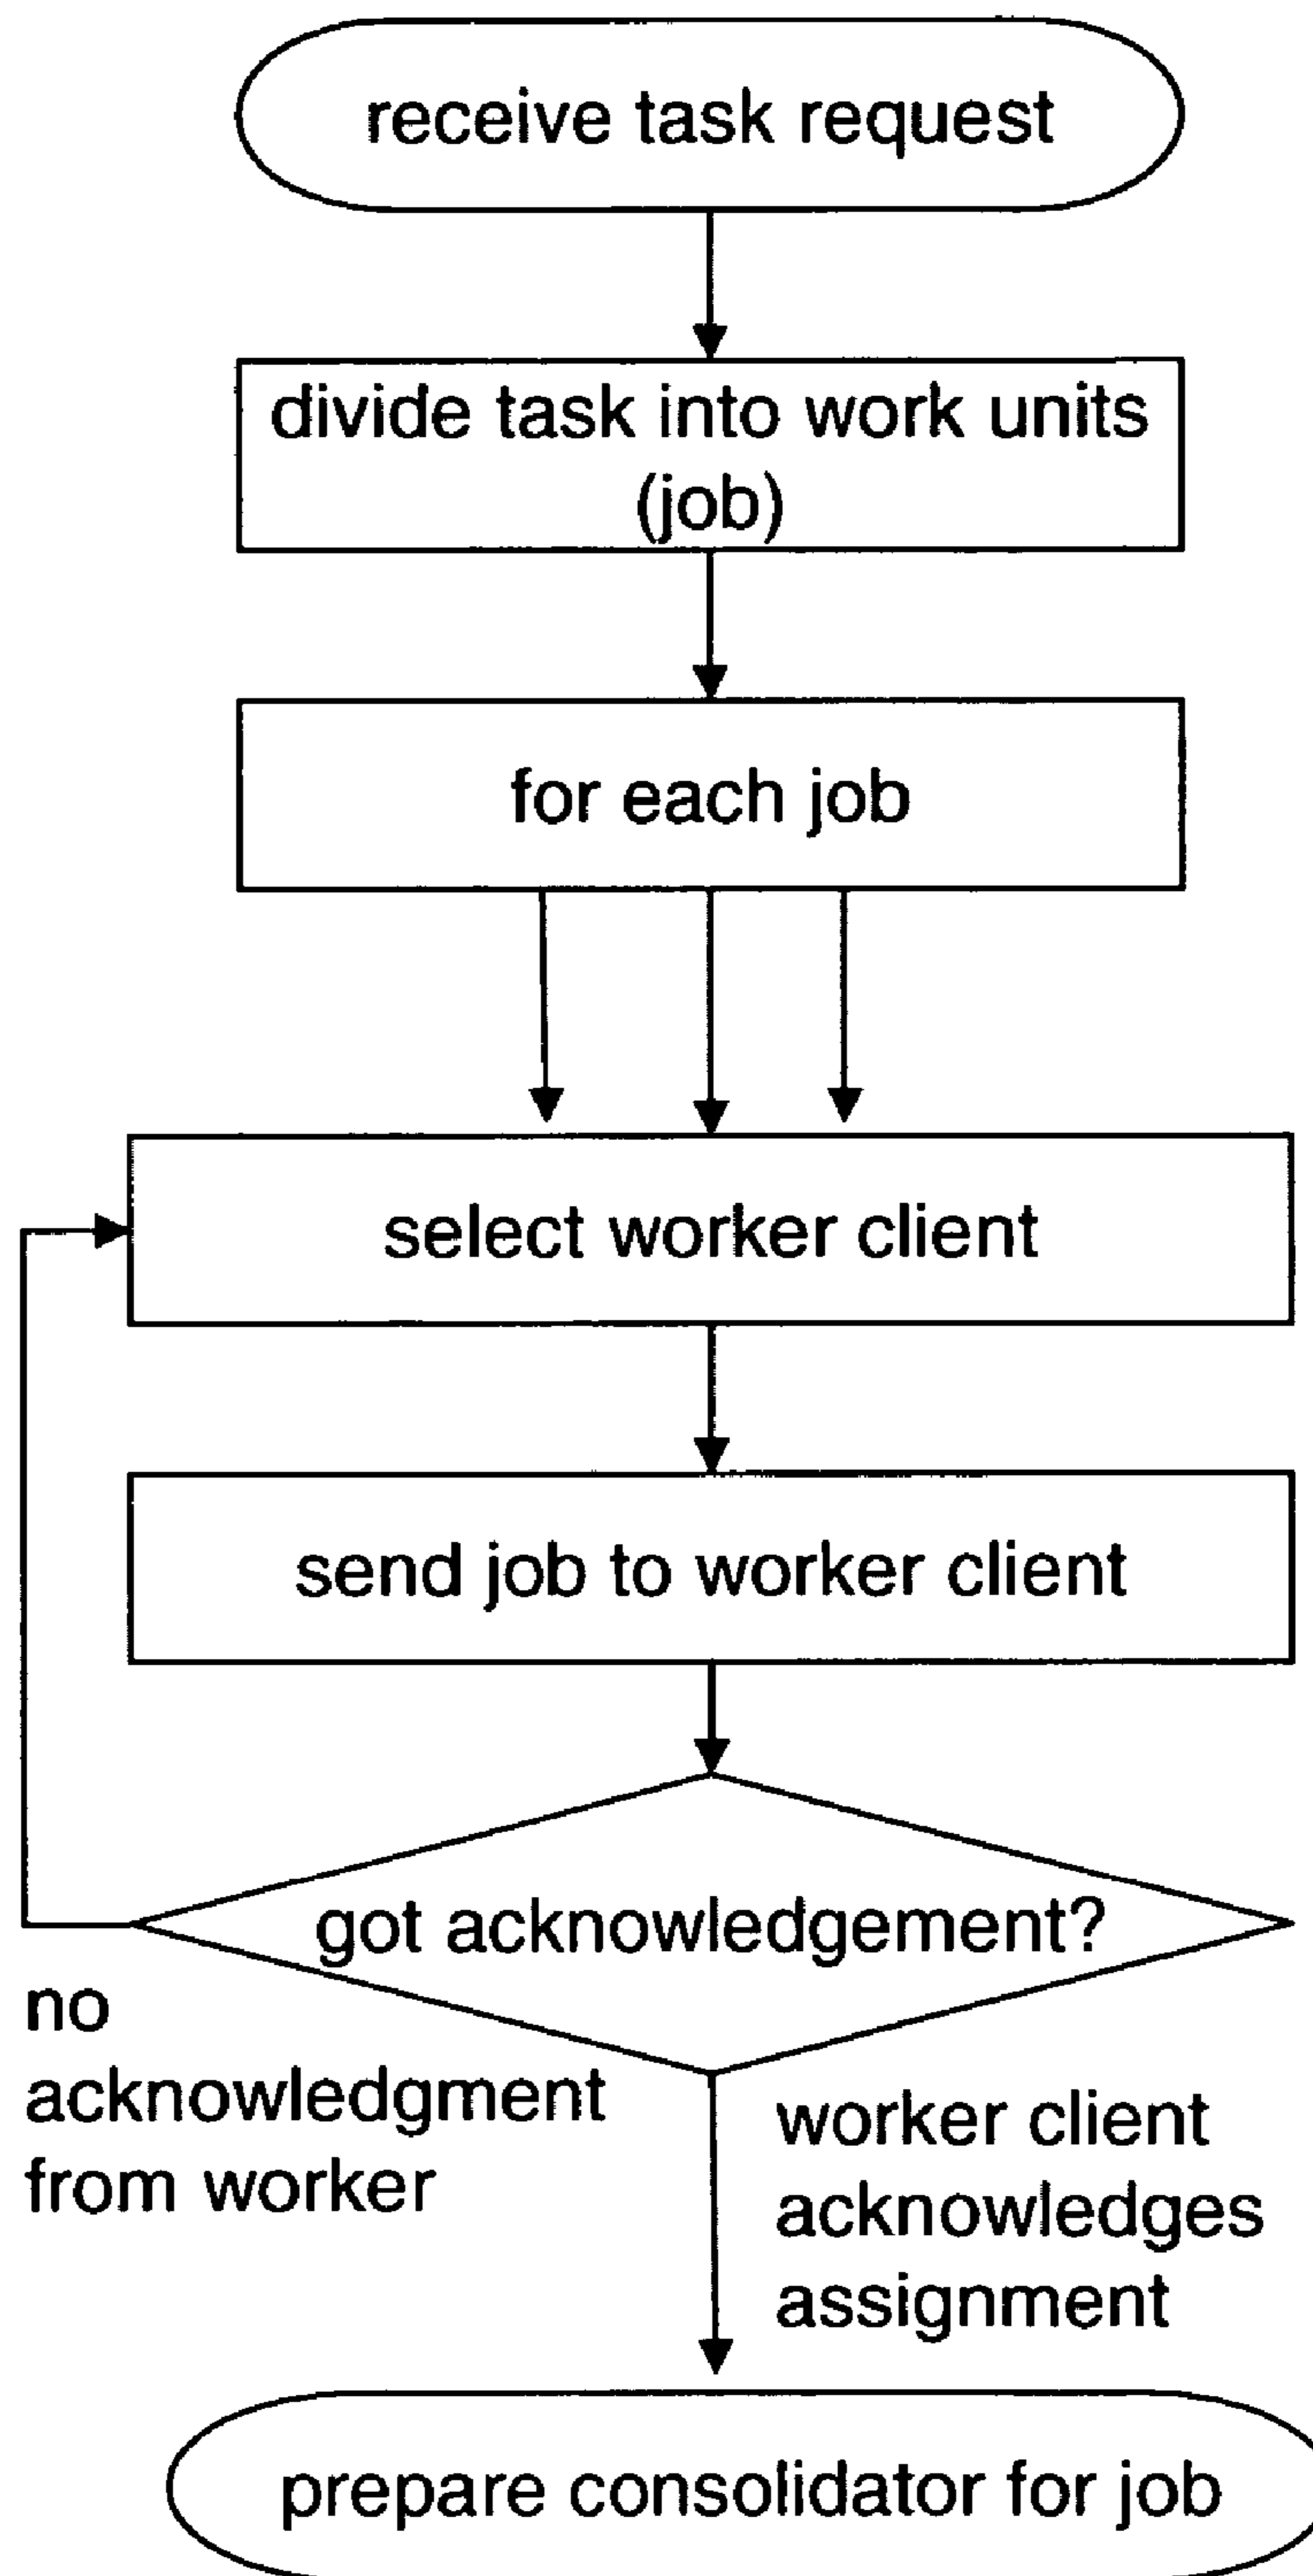 receive task request
divide task into work units
(job)
for each job
select worker client
send job to worker client
got acknowledgement?
no
acknowledgment
from worker
worker client
acknowledges
assignment
prepare consolidator for job